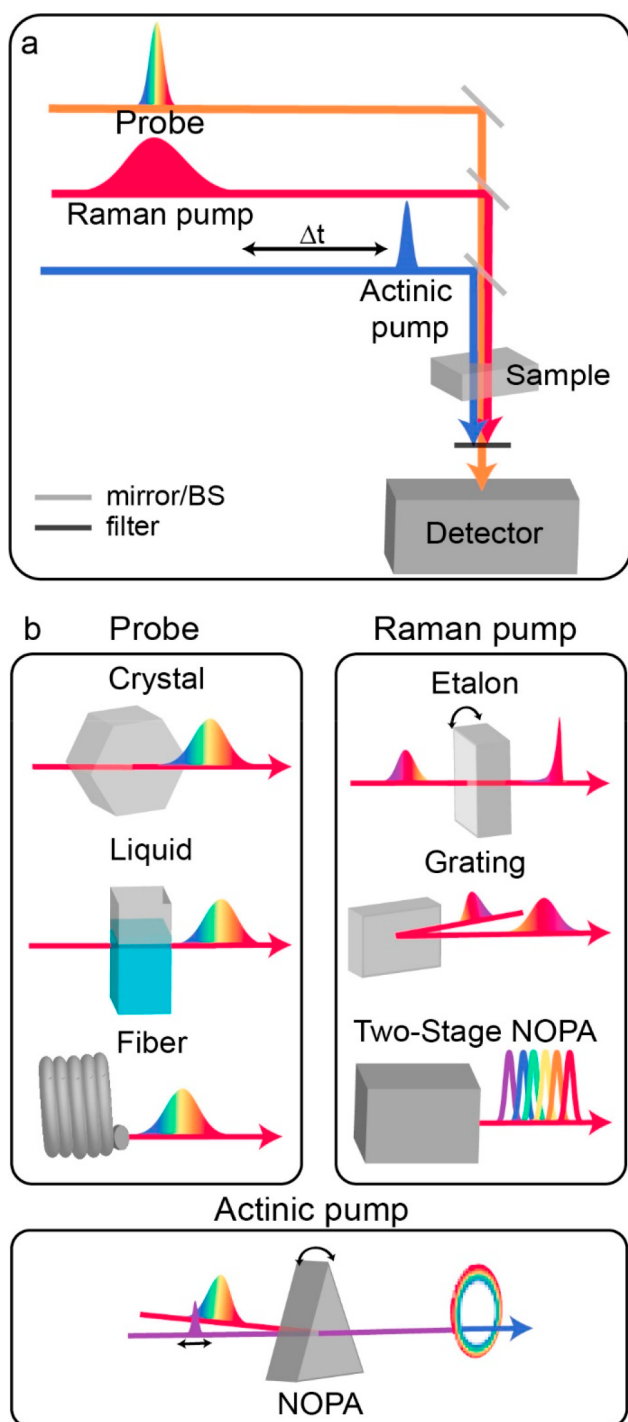 a
Probe
Raman pump
Δt
Actinic
pump
Sample
mirror/BS
filter
Detector
b
Probe
Raman pump
Crystal
Etalon
Liquid
Grating
Fiber
Two-Stage NOPA
Actinic pump
NOPA